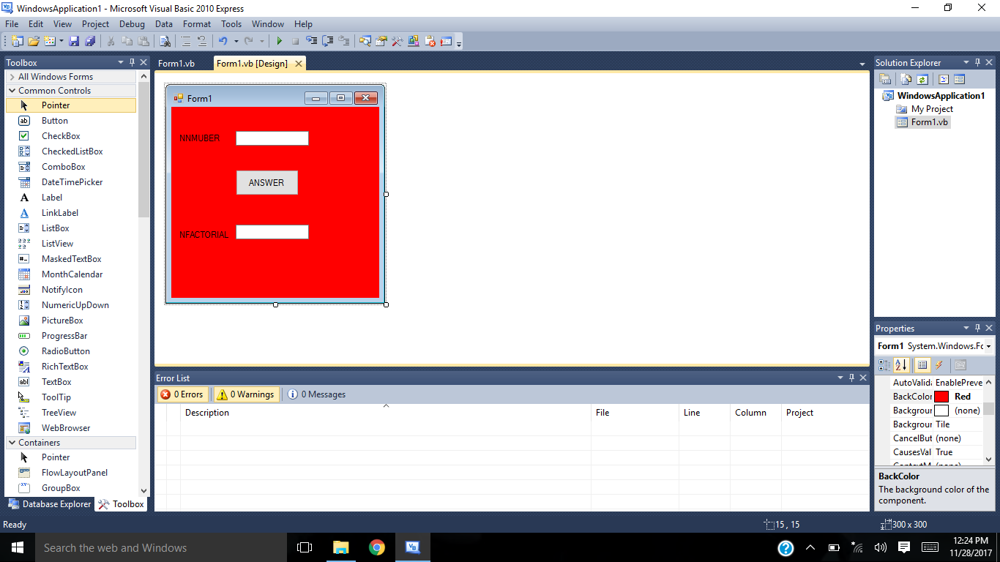 WindowsApplication1 - Microsoft Visual Basic 2010 Express
File Edit View Project Debug Data Format Tools Window Help
Toolbox
All Windows Forms
Common Controls
Pointer
Button
CheckBox
CheckedListBox
ComboBox
DateTimePicker
Label
LinkLabel
ListBox
ListView
MaskedTextBox
MonthCalendar
NotifyIcon
NumericUpDown
PictureBox
ProgressBar
RadioButton
RichTextBox
TextBox
ToolTip
TreeView
WebBrowser
Containers
Pointer
FlowLayoutPanel
GroupBox
Database Explorer Toolbox
Form1.vb Form1.vb [Design]
Form1
NNMUBER
ANSWER
NFACTORIAL
Error List
0 Errors 0 Warnings 0 Messages
Description File Line Column Project
Solution Explorer
WindowsApplication1
My Project
Form1.vb
Properties
Form1 System.Windows.Fc
AutoValida EnablePreve
BackColor Red
Backgrour (none)
Backgrour Tile
CancelBut (none)
CausesVal True
BackColor
The background color of the
component.
Ready 15 , 15 300 x 300
Search the web and Windows
12:24 PM
11/28/2017